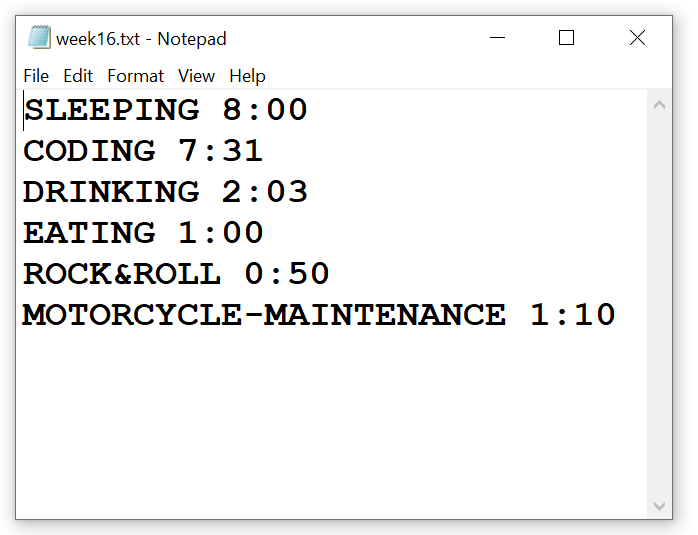 week16.txt - Notepad
File Edit Format View Help
SLEEPING 8:00
CODING 7:31
DRINKING 2:03
EATING 1:00
ROCK&ROLL 0:50
MOTORCYCLE-MAINTENANCE 1:10